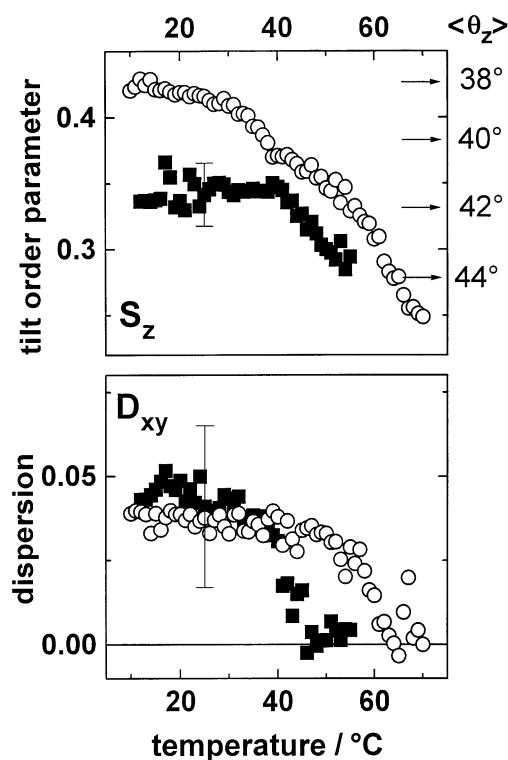 20 40 60 <θz>
38°
0.4
40°
42°
0.3
44°
tilt order parameter
Sz
Dxy
0.05
dispersion
0.00
20 40 60
temperature / °C